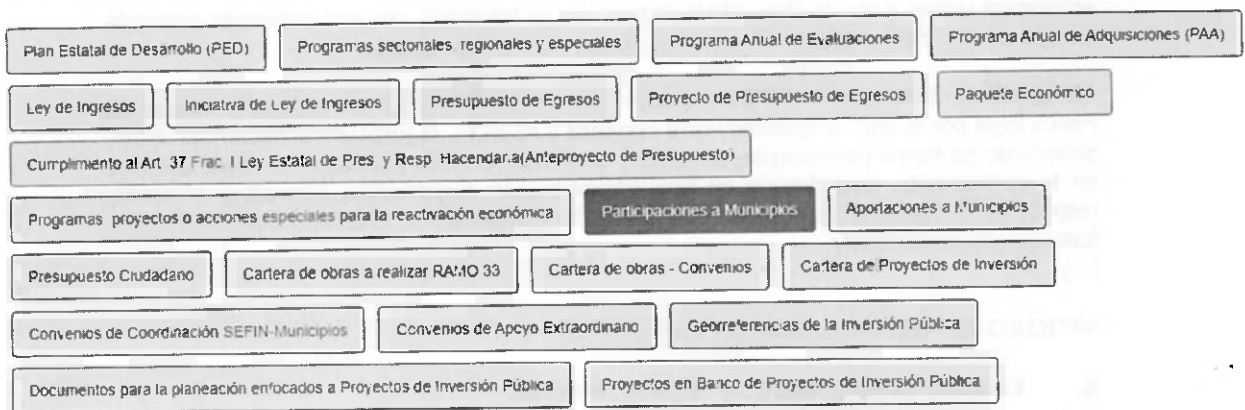 Plan Estatal de Desarrollo (PED) Programas sectoriales, regionales y especiales Programa Anual de Evaluaciones Programa Anual de Adquisiciones (PAA)
Ley de Ingresos Iniciativa de Ley de Ingresos Presupuesto de Egresos Proyecto de Presupuesto de Egresos Paquete Económico
Cumplimiento al Art. 37 Frac. I Ley Estatal de Pres. y Resp. Hacendaria(Anteproyecto de Presupuesto)
Programas proyectos o acciones especiales para la reactivación económica Participaciones a Municipios Aportaciones a Municipios
Presupuesto Ciudadano Cartera de obras a realizar RAMO 33 Cartera de obras - Convenios Cartera de Proyectos de Inversión
Convenios de Coordinación SEFIN-Municipios Convenios de Apoyo Extraordinario Georreferencias de la Inversión Pública
Documentos para la planeación enfocados a Proyectos de Inversión Pública Proyectos en Banco de Proyectos de Inversión Pública